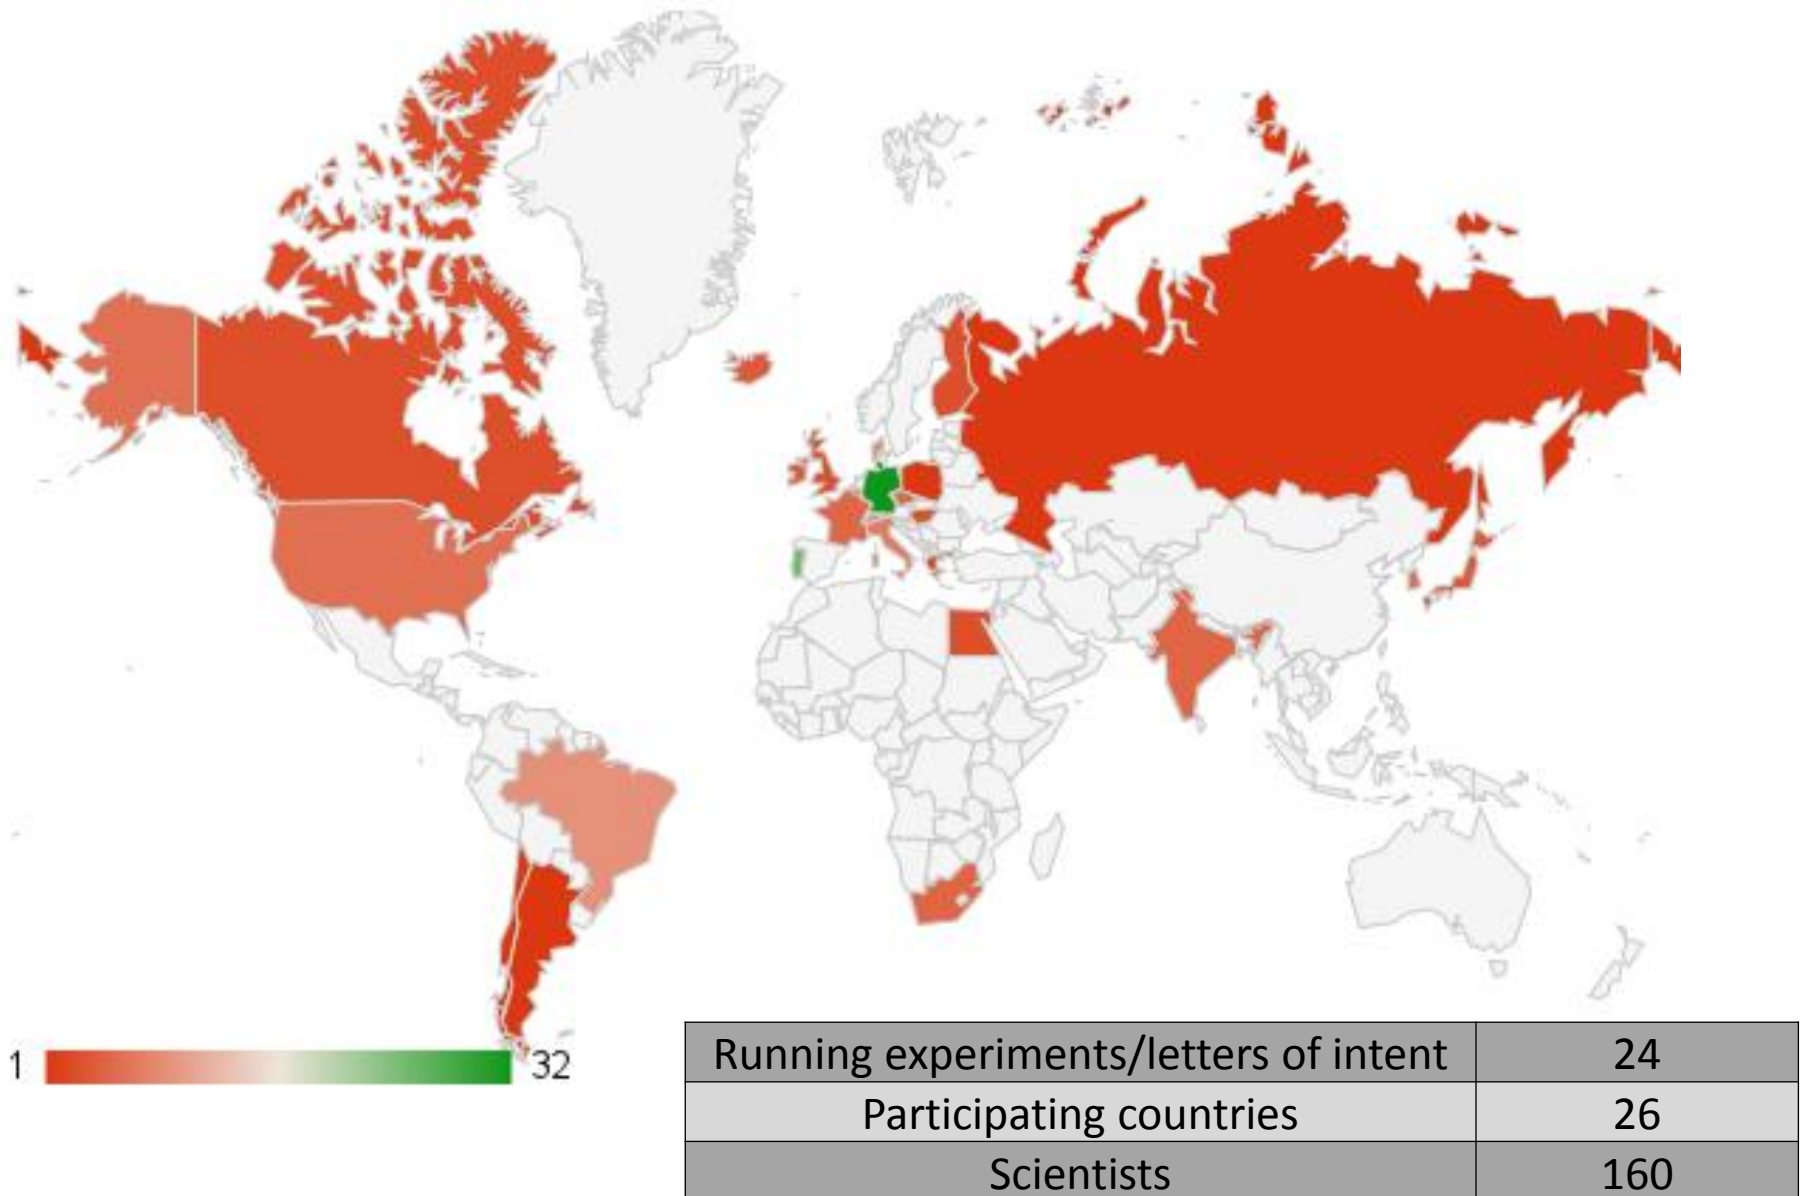 1 32
Running experiments/letters of intent 24
Participating countries 26
Scientists 160